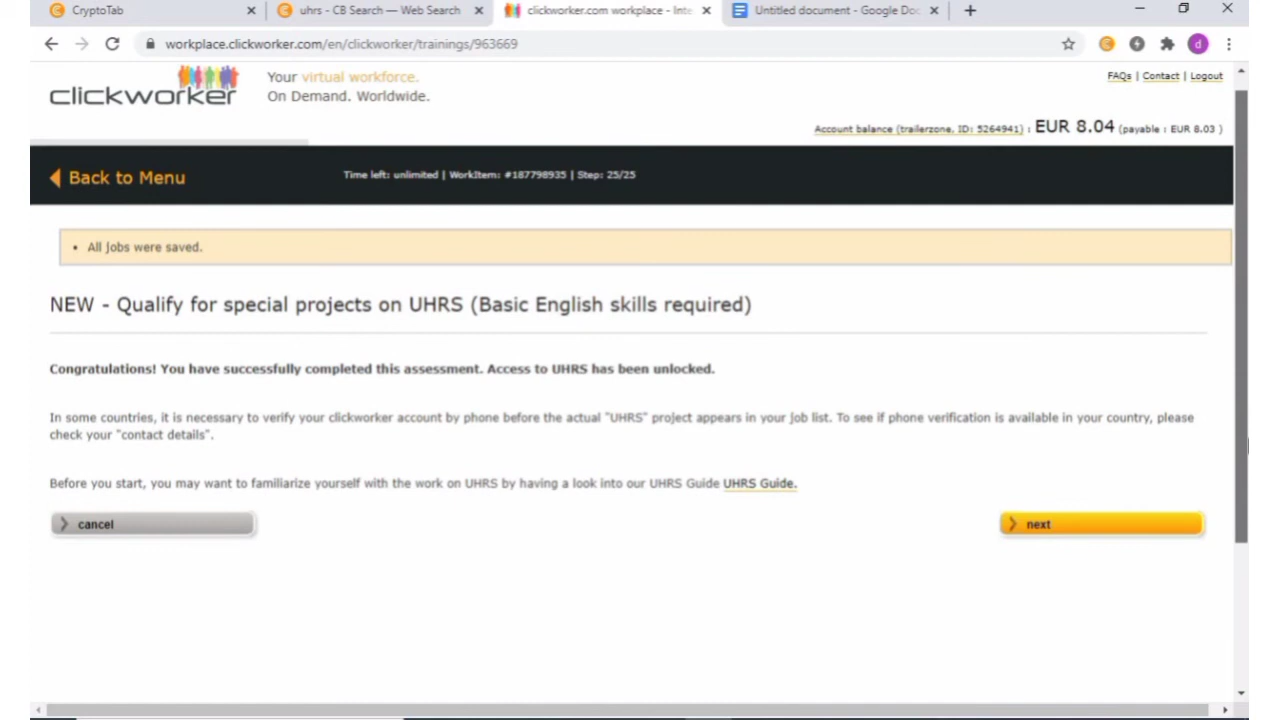 CryptoTab
uhrs - CB Search — Web Search
clickworker.com workplace - Inte
Untitled document - Google Doc
workplace.clickworker.com/en/clickworker/trainings/963669
d
clickworker
Your virtual workforce.
On Demand. Worldwide.
FAQs | Contact | Logout
Account balance (trailerzone, ID: 5264941) : EUR 8.04 (payable : EUR 8.03 )
Back to Menu
Time left: unlimited | WorkItem: #187798935 | Step: 25/25
• All jobs were saved.
NEW - Qualify for special projects on UHRS (Basic English skills required)
Congratulations! You have successfully completed this assessment. Access to UHRS has been unlocked.
In some countries, it is necessary to verify your clickworker account by phone before the actual "UHRS" project appears in your job list. To see if phone verification is available in your country, please
check your "contact details".
Before you start, you may want to familiarize yourself with the work on UHRS by having a look into our UHRS Guide UHRS Guide.
cancel
next